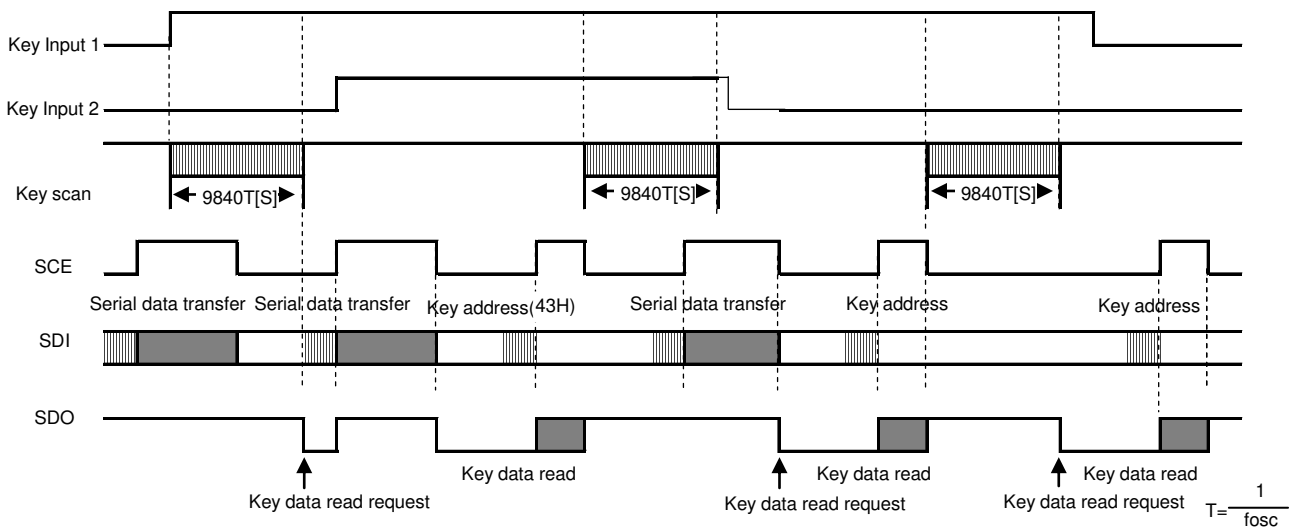 Key Input 1
Key Input 2
Key scan
9840T[S]
9840T[S]
9840T[S]
SCE
Serial data transfer
Serial data transfer
Key address(43H)
Serial data transfer
Key address
Key address
SDI
SDO
Key data read
Key data read
Key data read
Key data read request
Key data read request
Key data read request
T=1/fosc